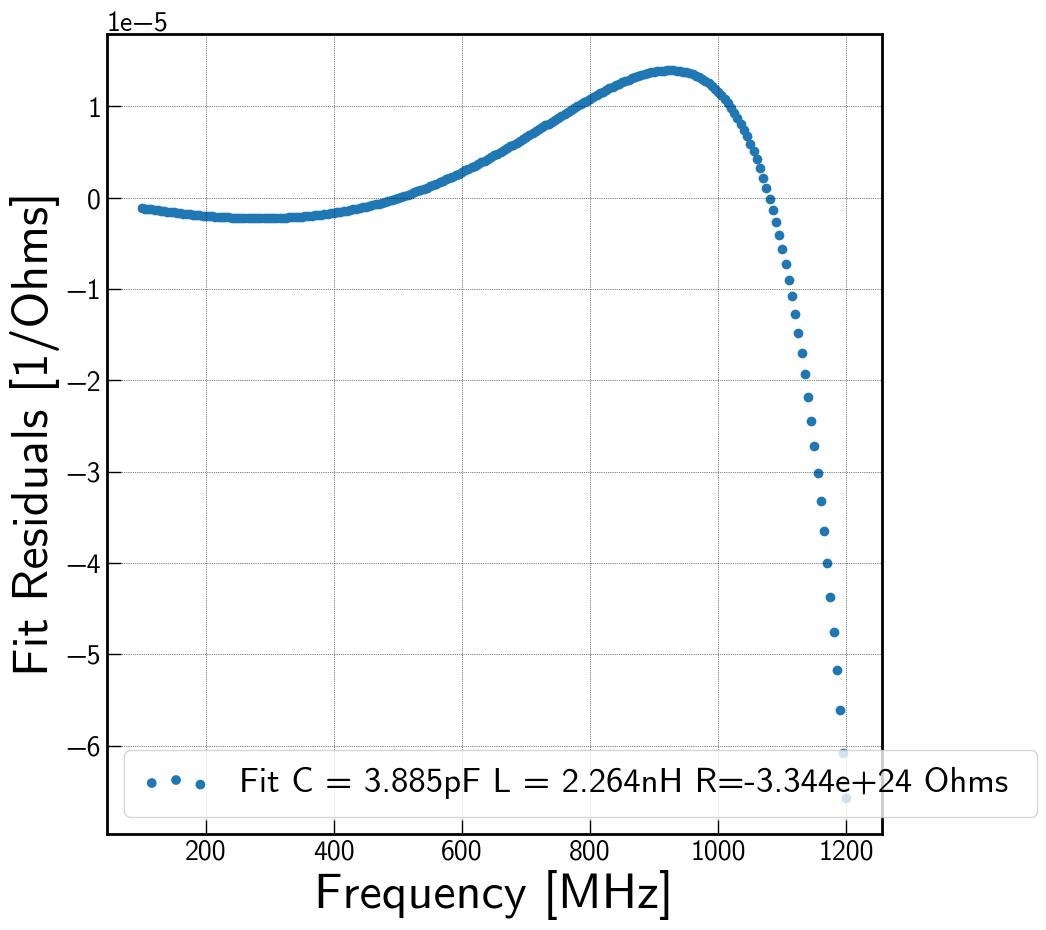 1e−5
1
0
−1
−2
−3
−4
−5
−6
Fit Residuals [1/Ohms]
Fit C = 3.885pF L = 2.264nH R=-3.344e+24 Ohms
200 400 600 800 1000 1200
Frequency [MHz]